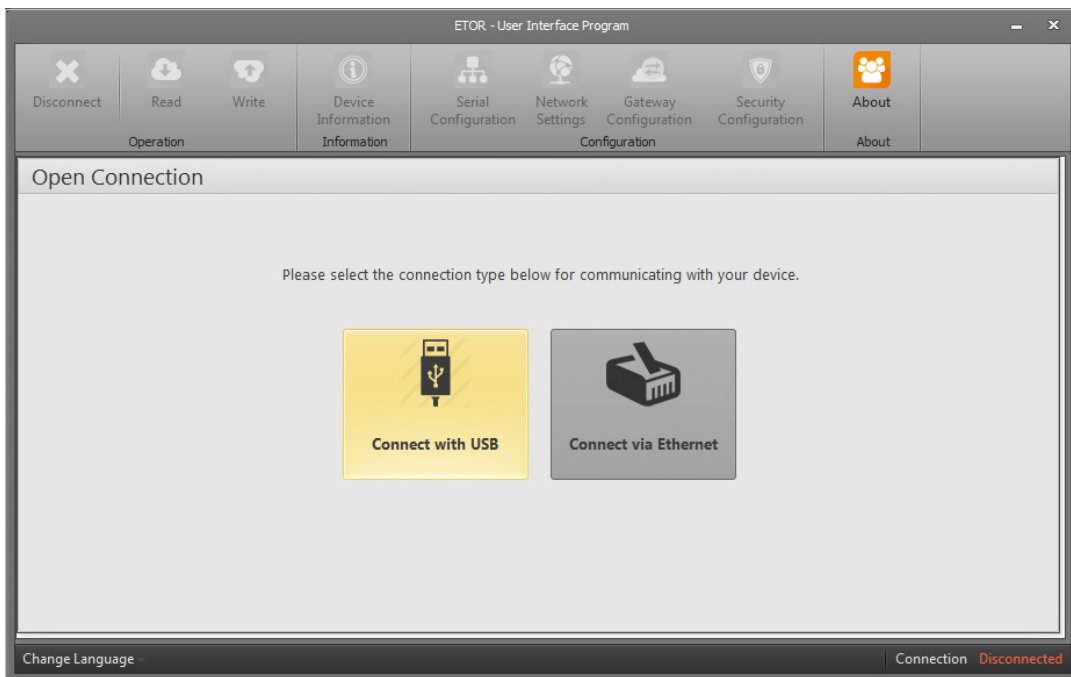 ETOR - User Interface Program
Disconnect
Read
Write
Device
Information
Serial
Configuration
Network
Settings
Gateway
Configuration
Security
Configuration
About
Operation
Information
Configuration
About
Open Connection
Please select the connection type below for communicating with your device.
Connect with USB
Connect via Ethernet
Change Language
Connection Disconnected